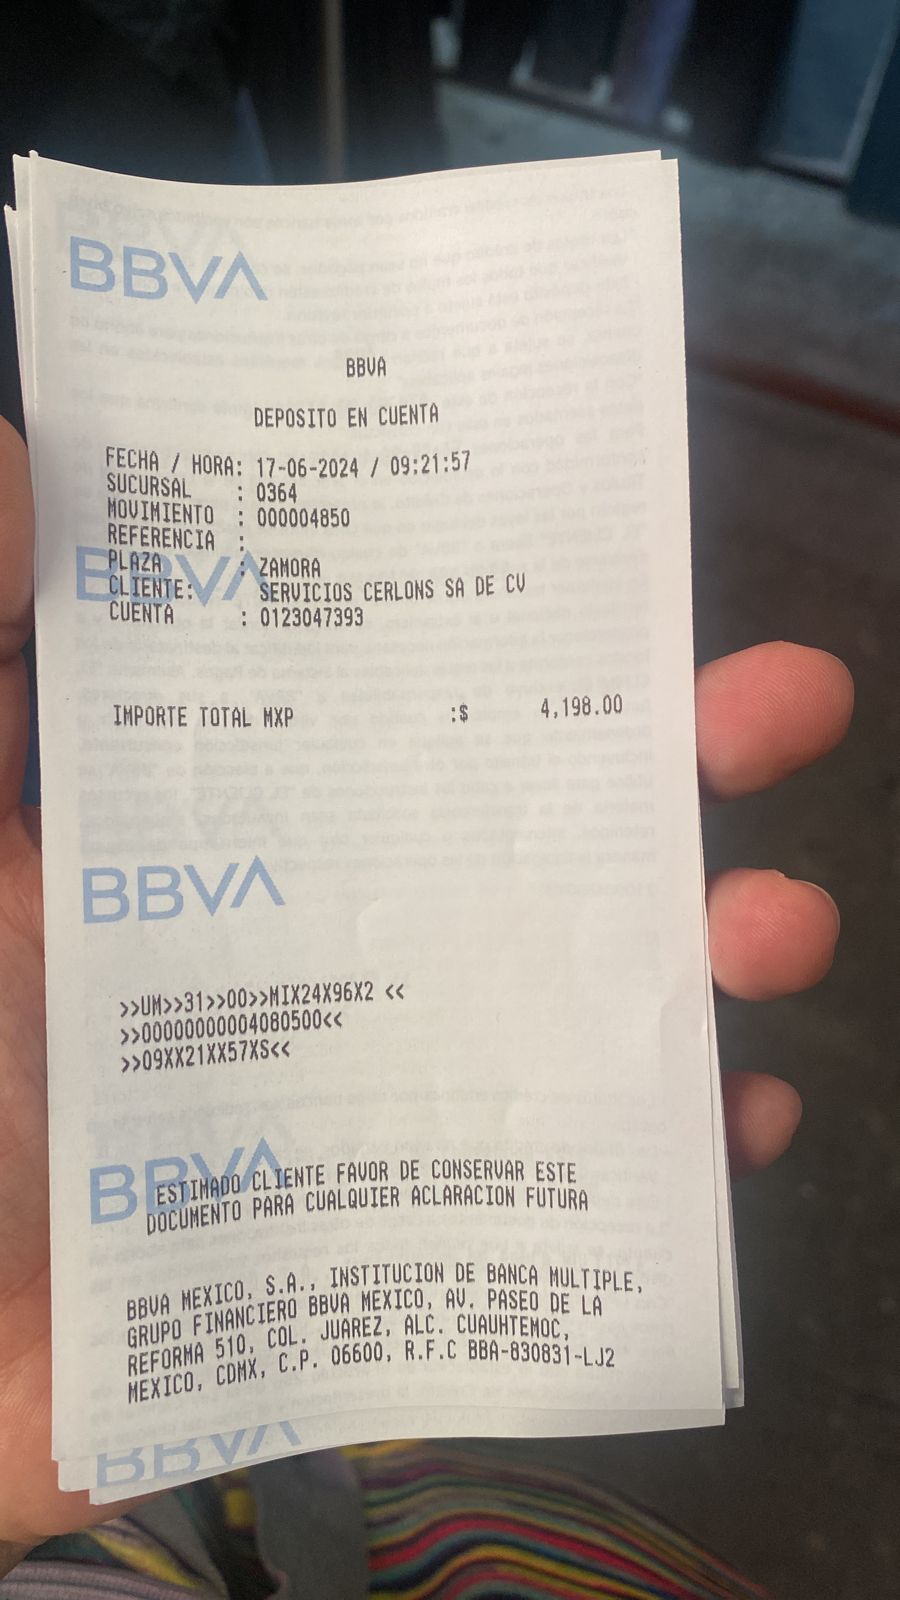 BBVA
BBVA
DEPOSITO EN CUENTA
FECHA / HORA: 17-06-2024 / 09:21:57
SUCURSAL : 0364
MOVIMIENTO : 000004850
REFERENCIA :
BBVA
PLAZA : ZAMORA
CLIENTE: SERVICIOS CERLONS SA DE CV
CUENTA : 0123047393
IMPORTE TOTAL MXP :$ 4,198.00
BBVA
>>UM>>31>>00>>MIX24X96X2 <<
>>00000000004080500<<
>>09XX21XX57XS<<
BBVA
ESTIMADO CLIENTE FAVOR DE CONSERVAR ESTE
DOCUMENTO PARA CUALQUIER ACLARACION FUTURA
BBVA MEXICO, S.A., INSTITUCION DE BANCA MULTIPLE,
GRUPO FINANCIERO BBVA MEXICO, AV. PASEO DE LA
REFORMA 510, COL. JUAREZ, ALC. CUAUHTEMOC,
MEXICO, CDMX, C.P. 06600, R.F.C BBA-830831-LJ2
BBVA